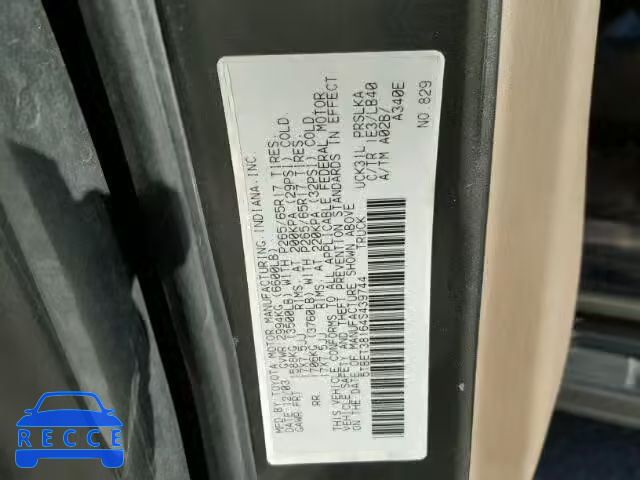 MFD BY: TOYOTA MOTOR MANUFACTURING, INDIANA, INC
DATE: 12/03 GVWR: 2994KG (6600LB)
GAWR: FR: 1588KG (3500LB) WITH P265/65R17 TIRES.
17X7.5JJ RIMS. AT 200KPA (29PSI) COLD
RR: 1706KG (3760LB) WITH P265/65R17 TIRES.
17X7.5JJ RIMS. AT 220KPA (32PSI) COLD
THIS VEHICLE CONFORMS TO ALL APPLICABLE FEDERAL MOTOR
VEHICLE SAFETY AND THEFT PREVENTION STANDARDS IN EFFECT
ON THE DATE OF MANUFACTURE SHOWN ABOVE
5TBET38164S439744 TRUCK
UCK31L PRSLKA
C/TR 1E3/LB40
A/TM A02B/
A340E
NO. 829
RECCE